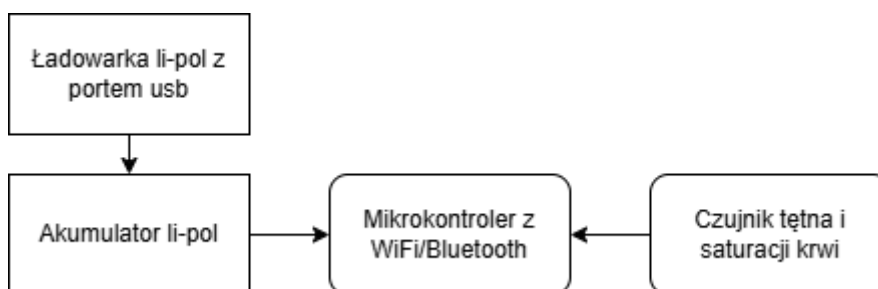 Ładowarka li-pol z
portem usb
Akumulator li-pol
Mikrokontroler z
WiFi/Bluetooth
Czujnik tętna i
saturacji krwi